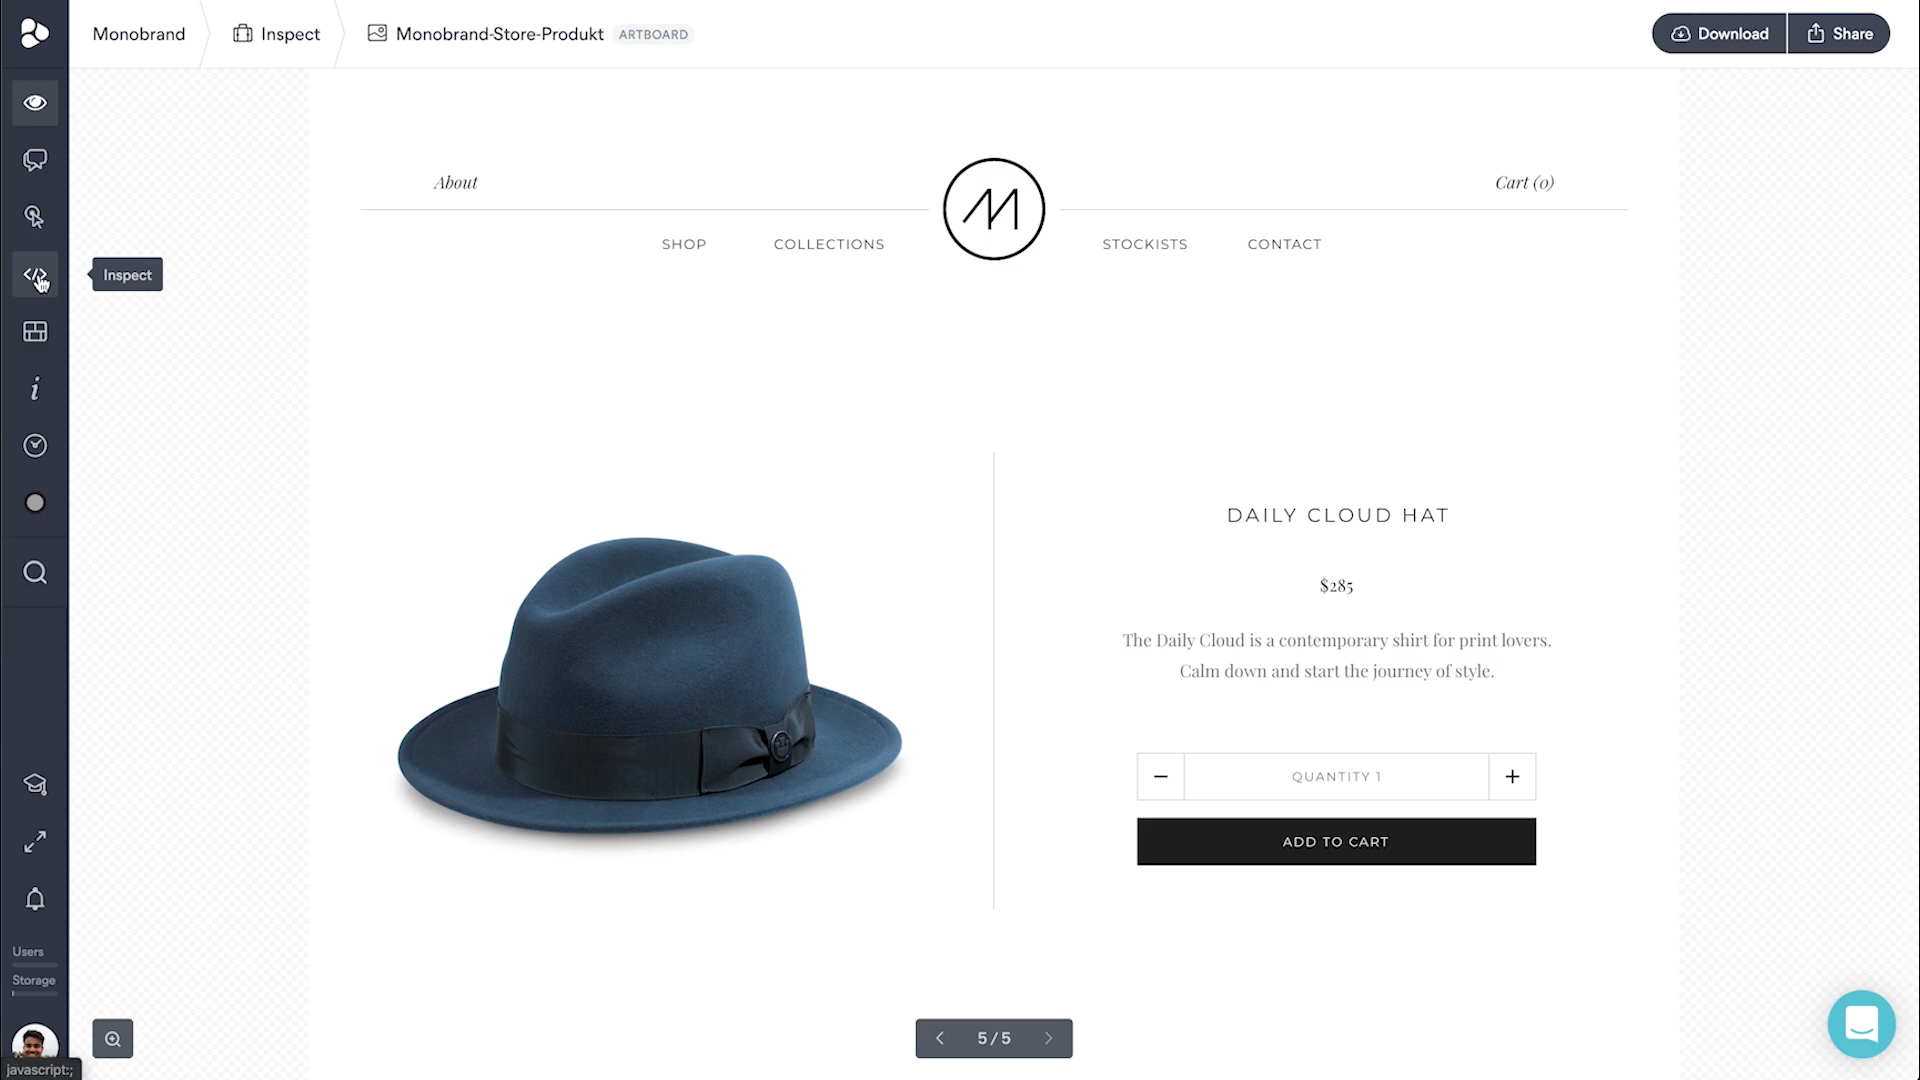 Monobrand
Inspect
Monobrand-Store-Produkt
ARTBOARD
Download
Share
About
M
Cart (0)
SHOP
COLLECTIONS
STOCKISTS
CONTACT
Inspect
DAILY CLOUD HAT
$285
The Daily Cloud is a contemporary shirt for print lovers.
Calm down and start the journey of style.
QUANTITY 1
ADD TO CART
Users
Storage
5/5
javascript:;